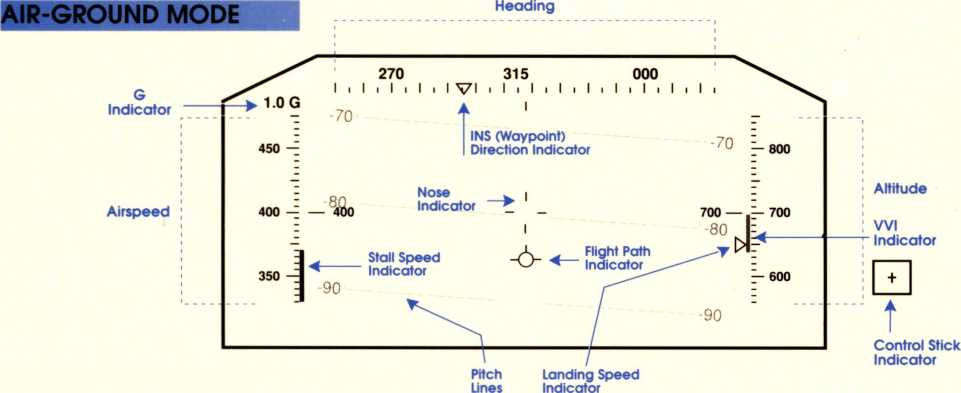 AIR-GROUND MODE
Heading
270 315 000
G
Indicator
1.0 G
-70
-70
INS (Waypoint)
Direction Indicator
450
800
Airspeed
Altitude
-80
Nose
Indicator
400 400
700 700
-80
VVI
Indicator
Stall Speed
Indicator
Flight Path
Indicator
350
600
-90
-90
Control Stick
Indicator
Pitch
Lines
Landing Speed
Indicator